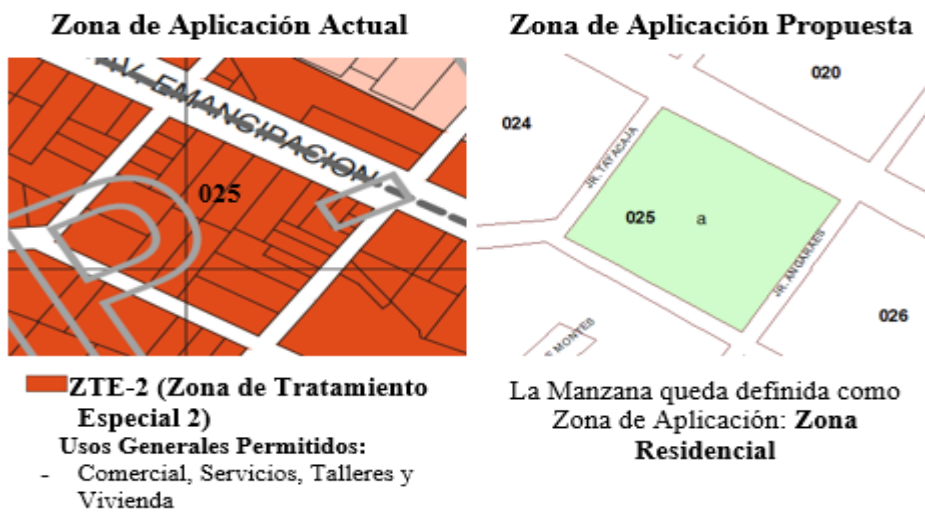 Zona de Aplicación Actual
AV. EMANCIPACION
025
R
ZTE-2 (Zona de Tratamiento
Especial 2)
Usos Generales Permitidos:
- Comercial, Servicios, Talleres y
Vivienda
Zona de Aplicación Propuesta
020
024
JR. TAYACAJA
025 a
JR. ANGARAES
026
MONTES
La Manzana queda definida como
Zona de Aplicación: Zona
Residencial